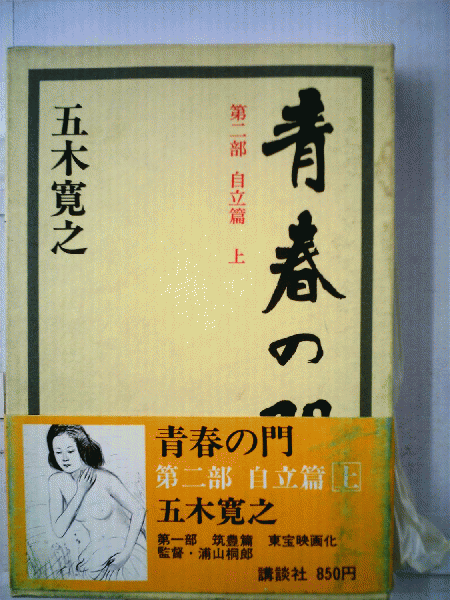 青春の門
第二部 自立篇 上
五木寛之
青春の門
第二部 自立篇 上
五木寛之
第一部 筑豊篇 東宝映画化
監督・浦山桐郎
講談社 850円